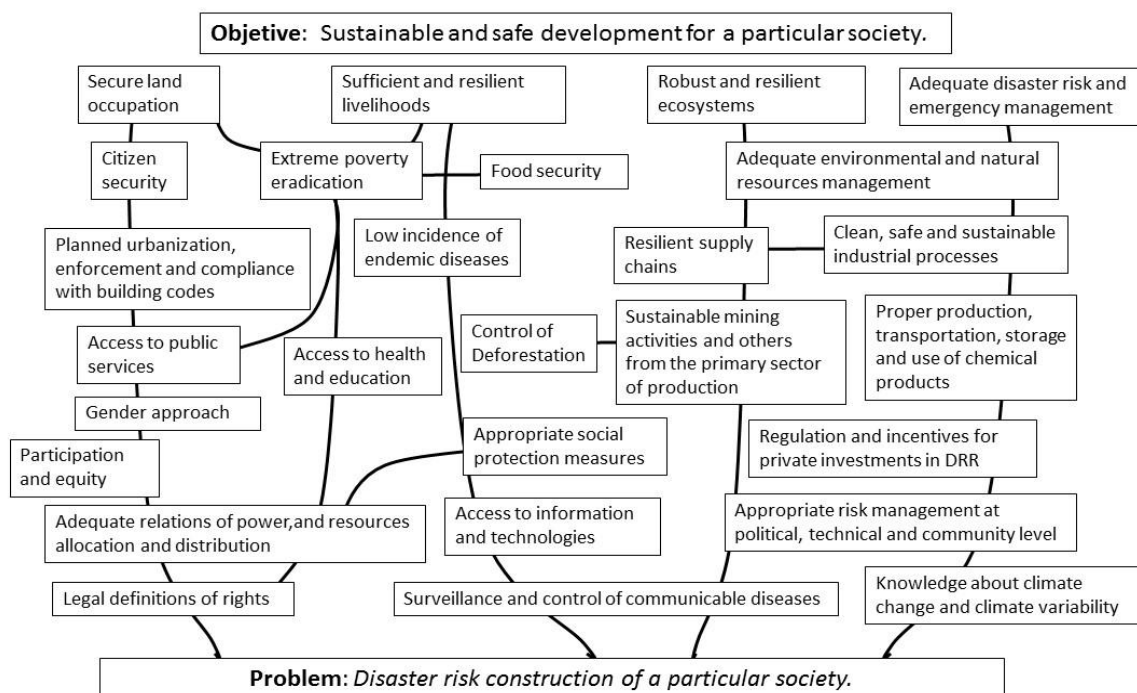 Objetive: Sustainable and safe development for a particular society.
Secure land
occupation
Sufficient and resilient
livelihoods
Robust and resilient
ecosystems
Adequate disaster risk and
emergency management
Citizen
security
Extreme poverty
eradication
Food security
Adequate environmental and natural
resources management
Planned urbanization,
enforcement and compliance
with building codes
Low incidence of
endemic diseases
Resilient supply
chains
Clean, safe and sustainable
industrial processes
Access to public
services
Access to health
and education
Control of
Deforestation
Sustainable mining
activities and others
from the primary sector
of production
Proper production,
transportation, storage
and use of chemical
products
Gender approach
Participation
and equity
Appropriate social
protection measures
Regulation and incentives for
private investments in DRR
Adequate relations of power,and resources
allocation and distribution
Access to information
and technologies
Appropriate risk management at
political, technical and community level
Legal definitions of rights
Surveillance and control of communicable diseases
Knowledge about climate
change and climate variability
Problem: Disaster risk construction of a particular society.